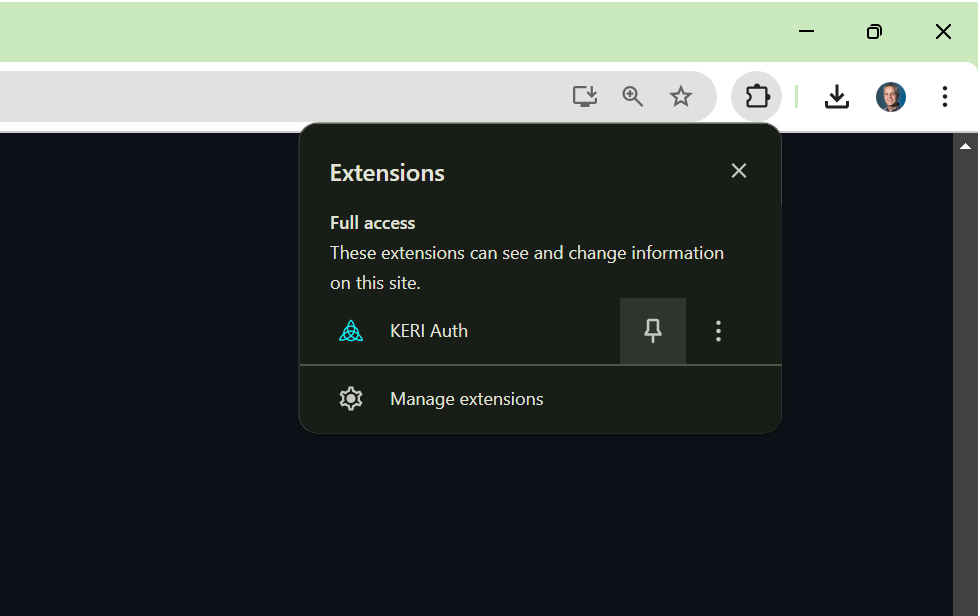 Extensions
Full access
These extensions can see and change information
on this site.
KERI Auth
Manage extensions